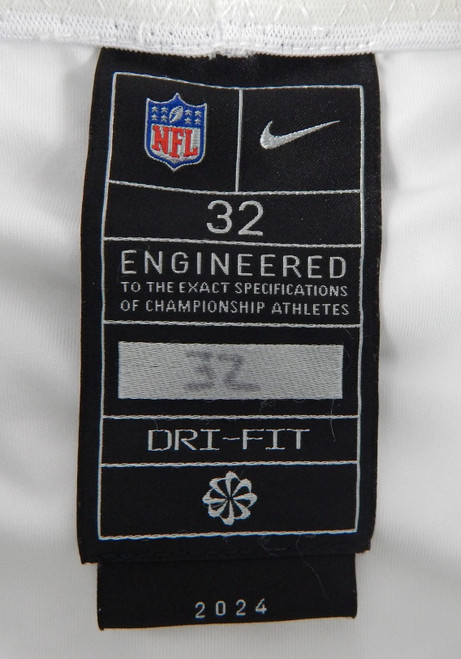 NFL
32
ENGINEERED
TO THE EXACT SPECIFICATIONS
OF CHAMPIONSHIP ATHLETES
32
DRI-FIT
2024